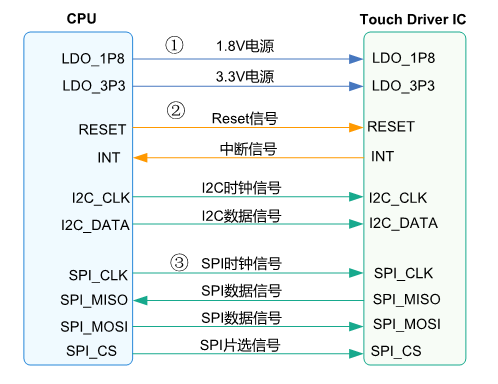 CPU
Touch Driver IC
LDO_1P8 ① 1.8V电源 LDO_1P8
LDO_3P3 3.3V电源 LDO_3P3
RESET ② Reset信号 RESET
INT 中断信号 INT
I2C_CLK I2C时钟信号 I2C_CLK
I2C_DATA I2C数据信号 I2C_DATA
SPI_CLK ③ SPI时钟信号 SPI_CLK
SPI_MISO SPI数据信号 SPI_MISO
SPI_MOSI SPI数据信号 SPI_MOSI
SPI_CS SPI片选信号 SPI_CS